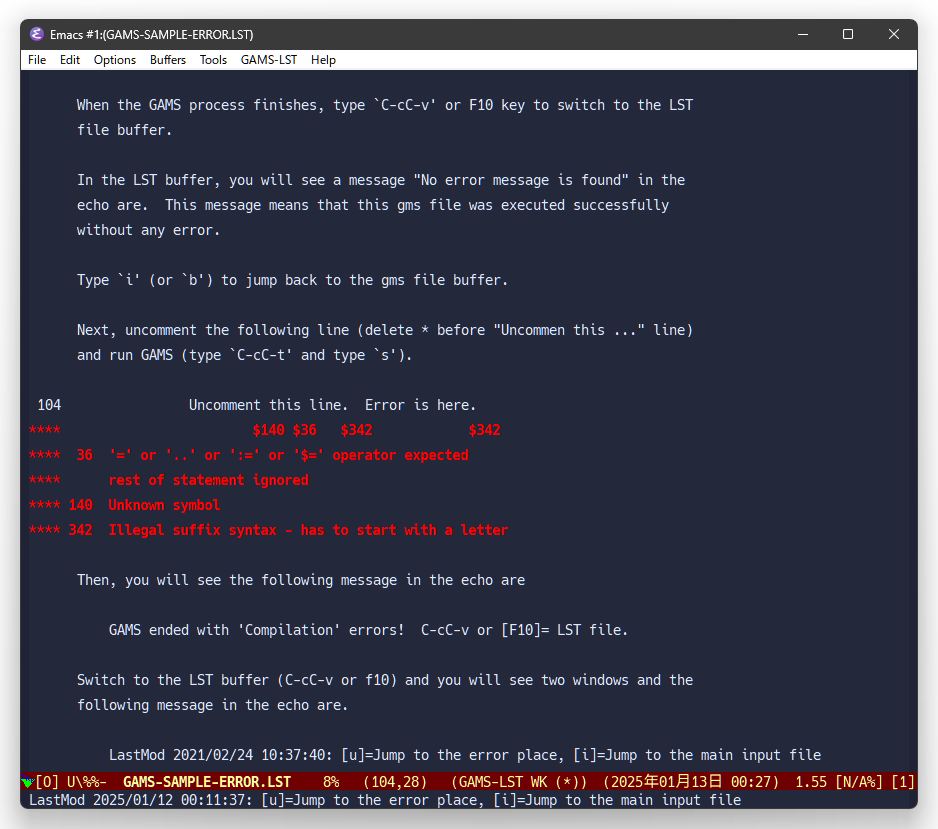 Emacs #1:(GAMS-SAMPLE-ERROR.LST)
File Edit Options Buffers Tools GAMS-LST Help
When the GAMS process finishes, type `C-cC-v' or F10 key to switch to the LST
file buffer.
In the LST buffer, you will see a message "No error message is found" in the
echo are.  This message means that this gms file was executed successfully
without any error.
Type `i' (or `b') to jump back to the gms file buffer.
Next, uncomment the following line (delete * before "Uncommen this ..." line)
and run GAMS (type `C-cC-t' and type `s').
104                Uncomment this line.  Error is here.
****                        $140 $36   $342            $342
****  36  '=' or '..' or ':=' or '$=' operator expected
****      rest of statement ignored
**** 140  Unknown symbol
**** 342  Illegal suffix syntax - has to start with a letter
Then, you will see the following message in the echo are
GAMS ended with 'Compilation' errors!  C-cC-v or [F10]= LST file.
Switch to the LST buffer (C-cC-v or f10) and you will see two windows and the
following message in the echo are.
LastMod 2021/02/24 10:37:40: [u]=Jump to the error place, [i]=Jump to the main input file
[O] U\%%-  GAMS-SAMPLE-ERROR.LST    8%   (104,28)   (GAMS-LST WK (*))  (2025年01月13日 00:27)  1.55 [N/A%] [1]
LastMod 2025/01/12 00:11:37: [u]=Jump to the error place, [i]=Jump to the main input file